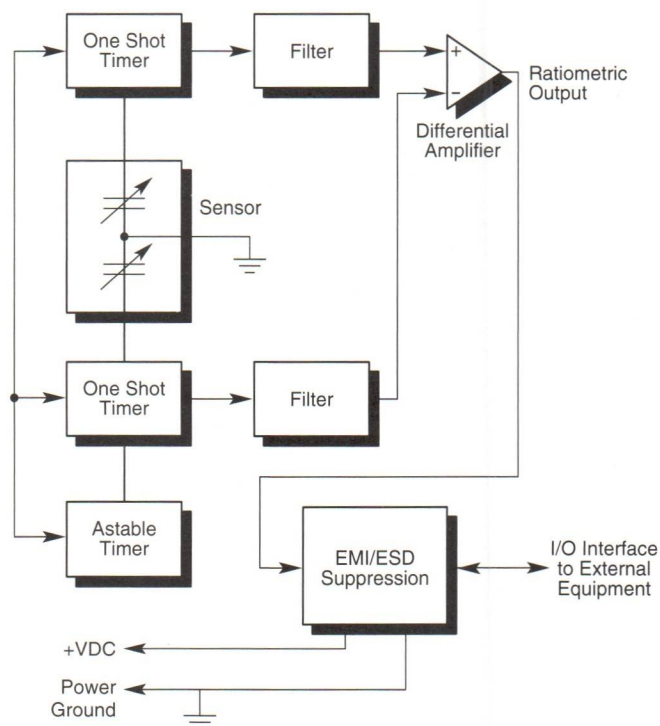 One Shot
Timer
Filter
+
−
Ratiometric
Output
Differential
Amplifier
Sensor
One Shot
Timer
Filter
Astable
Timer
EMI/ESD
Suppression
I/O Interface
to External
Equipment
+VDC
Power
Ground